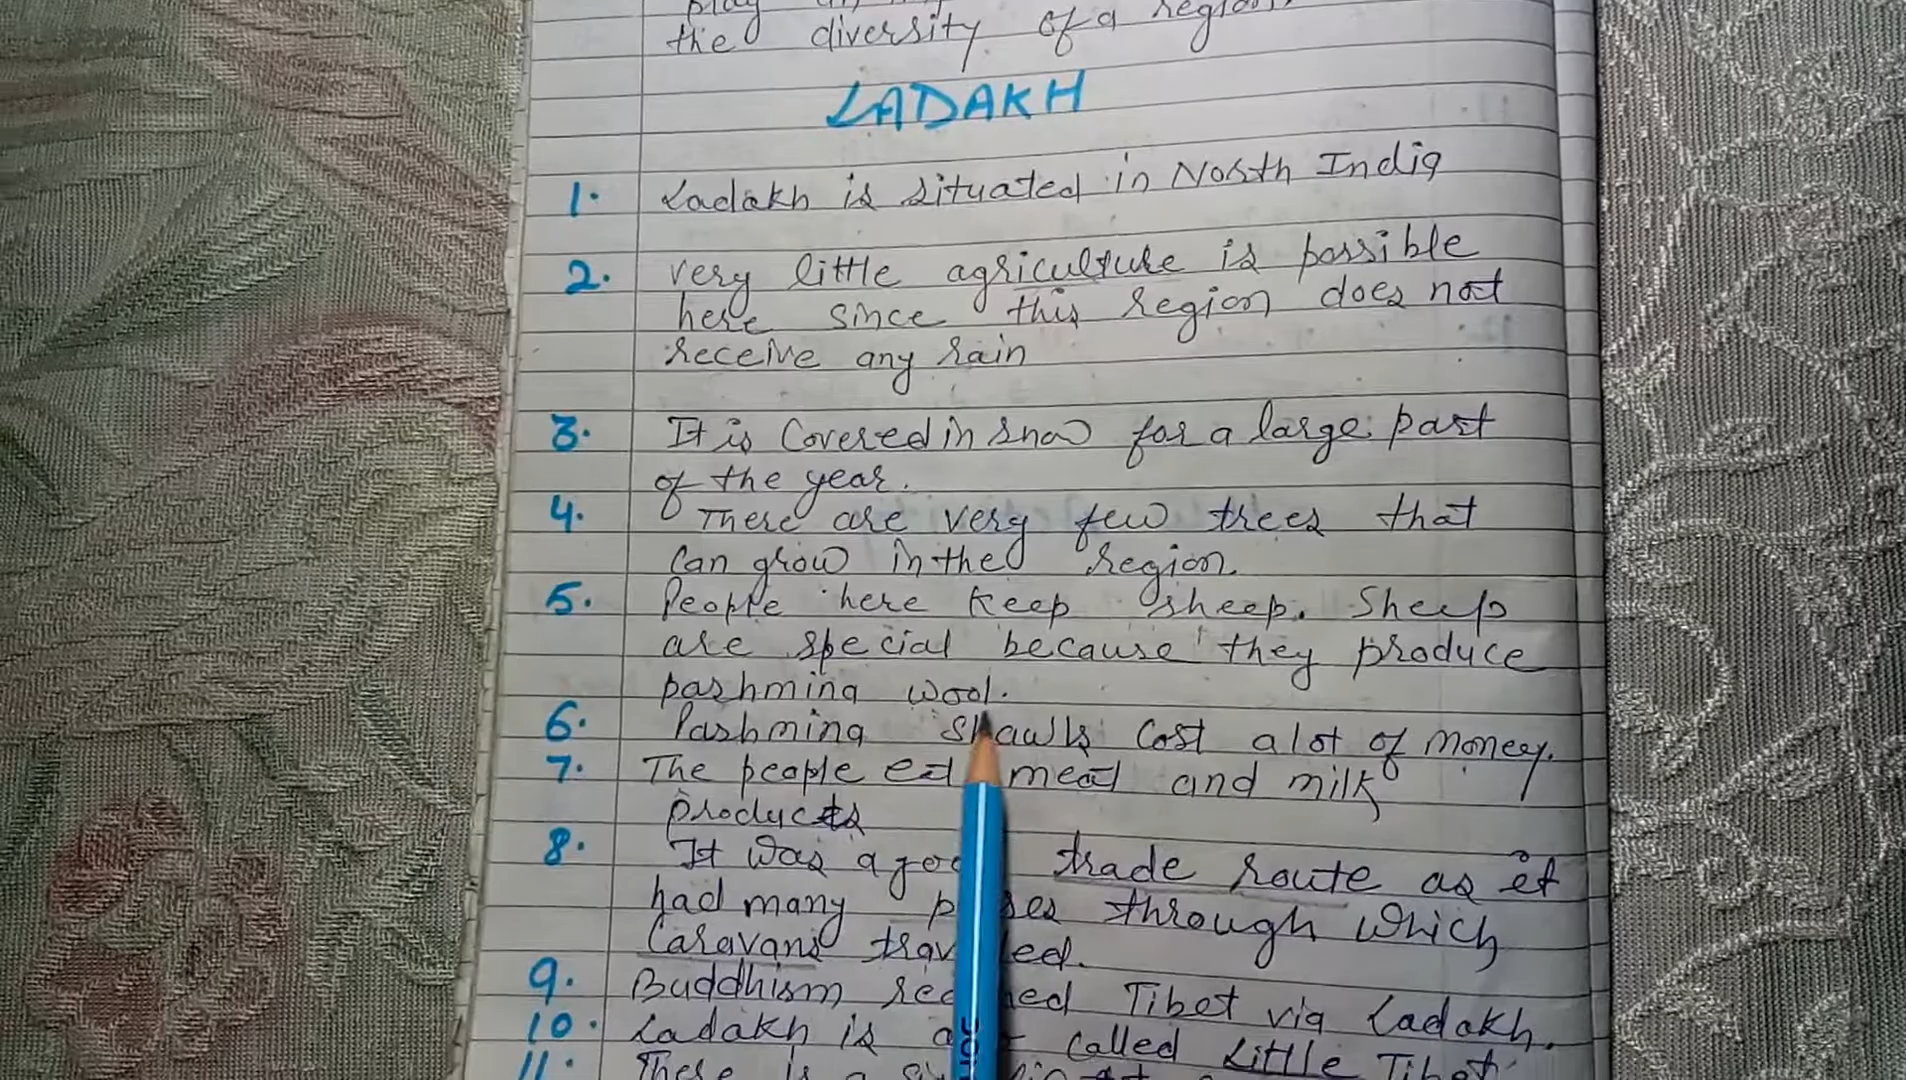 the diversity of a region.
LADAKH
1. Ladakh is situated in North India
2. Very little agriculture is possible
here since this region does not
receive any rain
3. It is Covered in snow for a large part
of the year.
4. There are very few trees that
can grow in the region.
5. People here keep sheep. Sheep
are special because they produce
pashmina wool.
6. Pashmina shawls cost a lot of money.
7. The people eat meat and milk
products
8. It was a trade route as it
had many through which
Caravans
9. Buddhism Tibet via Ladakh.
10. Ladakh is called Little Tibet
11. There is a